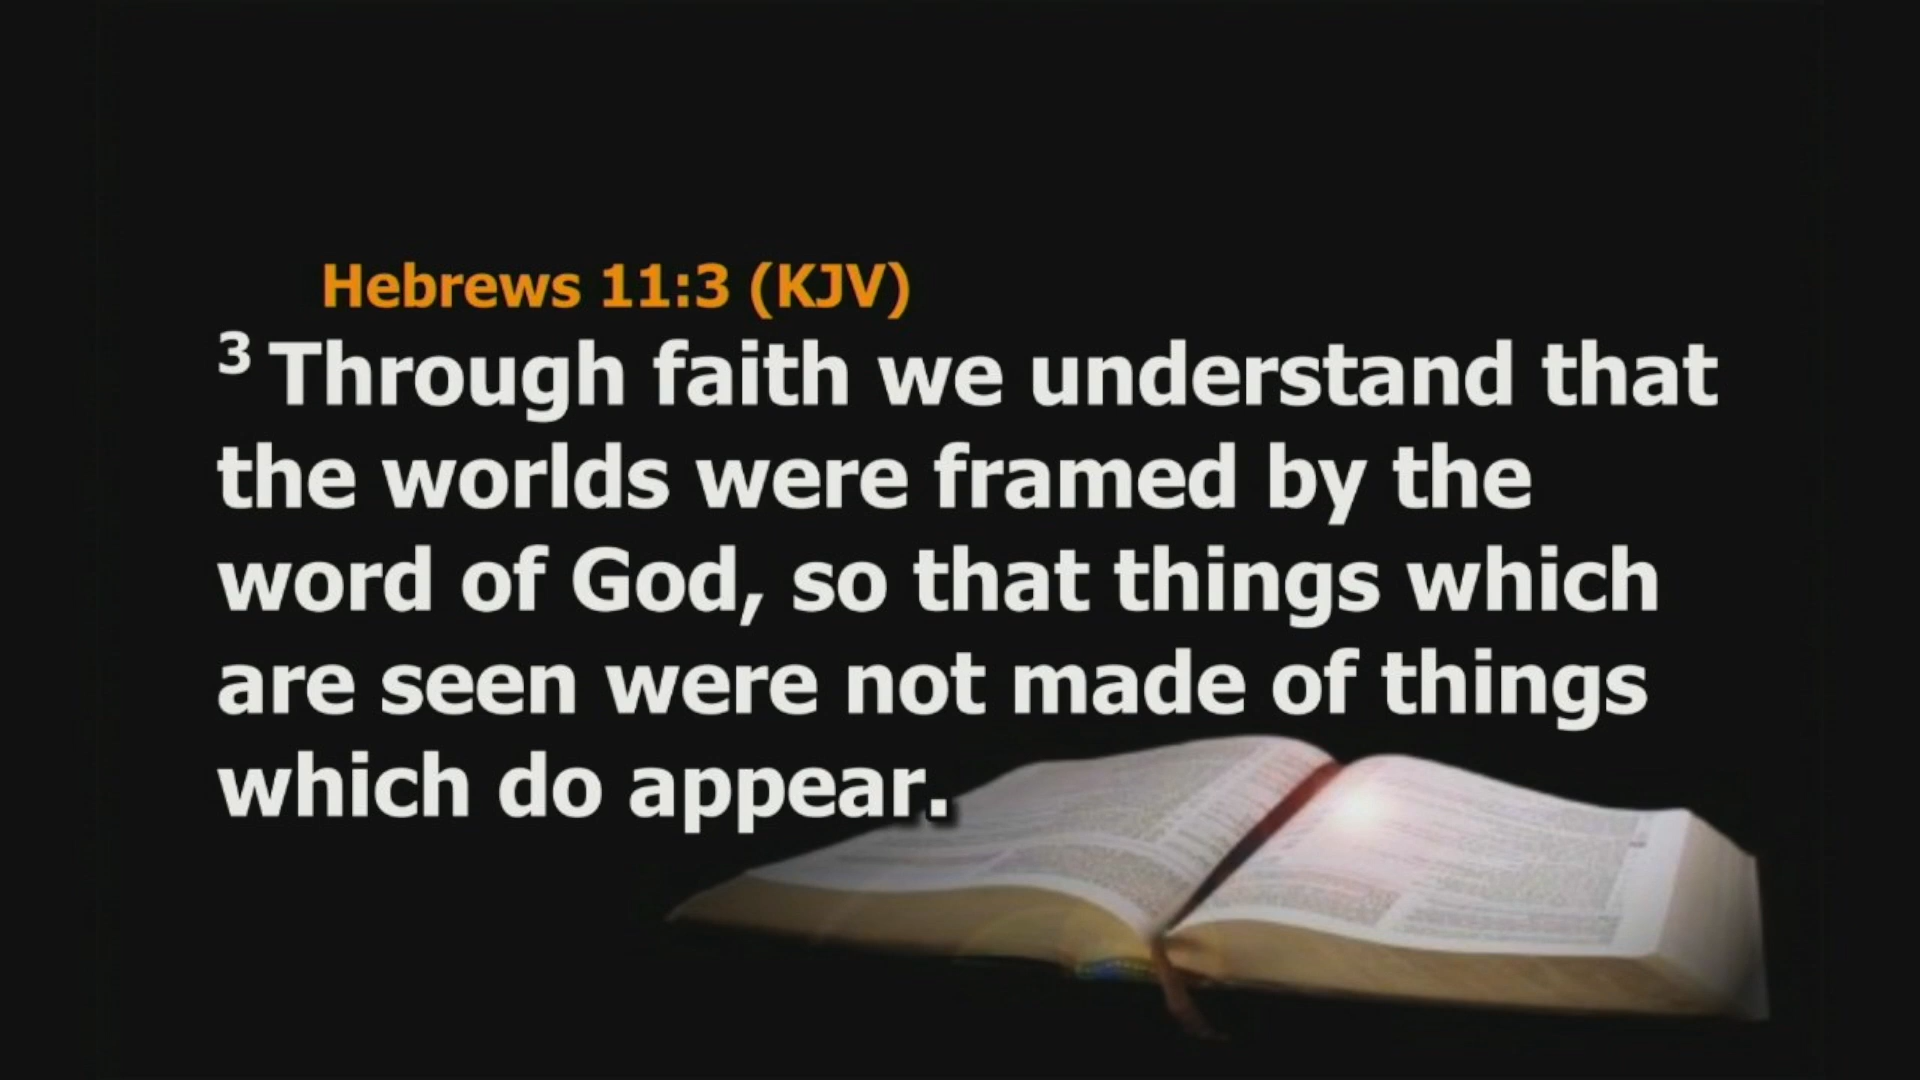 Hebrews 11:3 (KJV)
3 Through faith we understand that
the worlds were framed by the
word of God, so that things which
are seen were not made of things
which do appear.